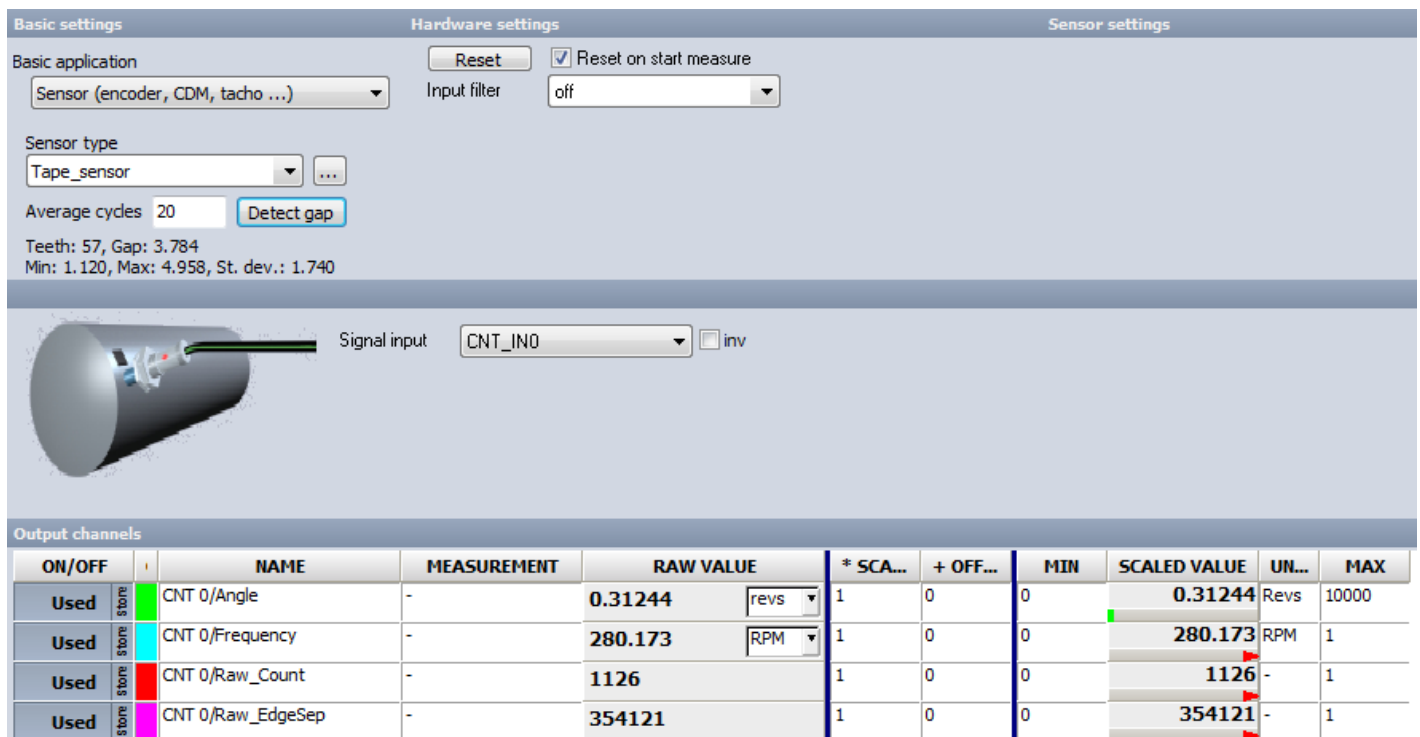 Basic settings Hardware settings Sensor settings
Basic application Reset Reset on start measure
Sensor (encoder, CDM, tacho ...) Input filter off
Sensor type
Tape_sensor ...
Average cycles 20 Detect gap
Teeth: 57, Gap: 3.784
Min: 1.120, Max: 4.958, St. dev.: 1.740
Signal input CNT_IN0 inv
Output channels
ON/OFF NAME MEASUREMENT RAW VALUE * SCA... + OFF... MIN SCALED VALUE UN... MAX
Used store CNT 0/Angle - 0.31244 revs 1 0 0 0.31244 Revs 10000
Used store CNT 0/Frequency - 280.173 RPM 1 0 0 280.173 RPM 1
Used store CNT 0/Raw_Count - 1126 1 0 0 1126 - 1
Used store CNT 0/Raw_EdgeSep - 354121 1 0 0 354121 - 1